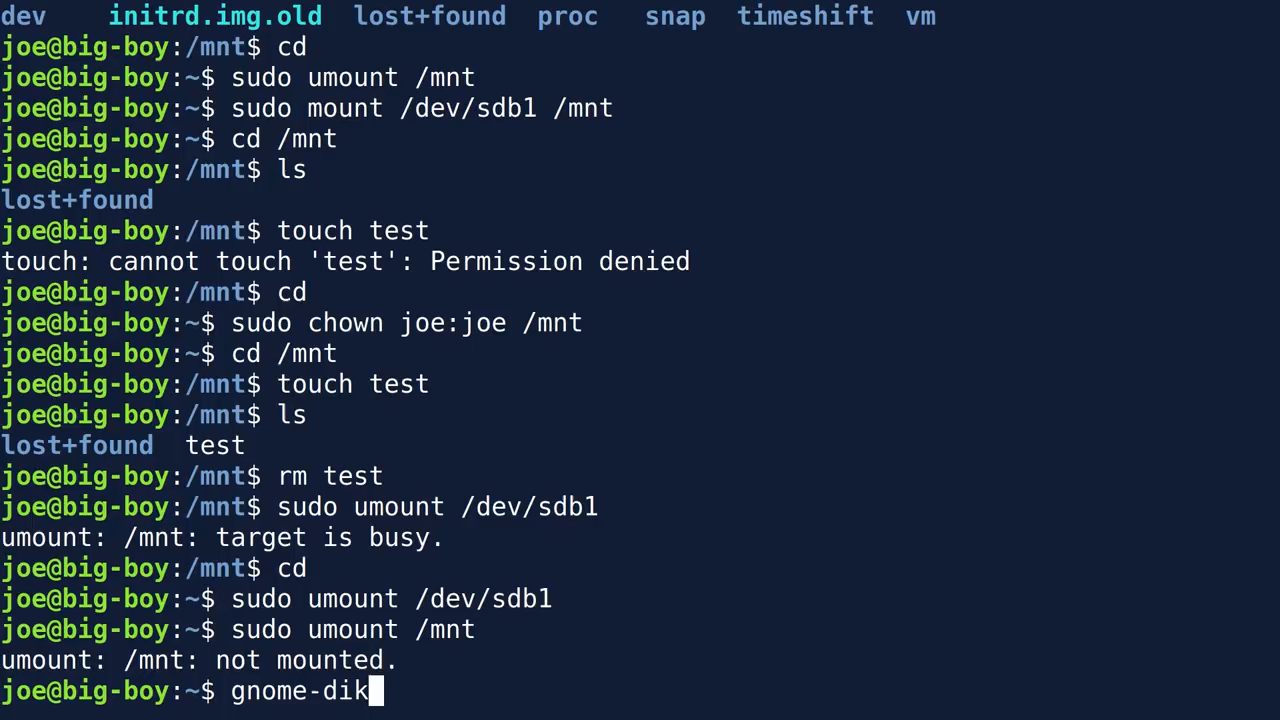 dev    initrd.img.old  lost+found  proc   snap  timeshift  vm
joe@big-boy:/mnt$ cd
joe@big-boy:~$ sudo umount /mnt
joe@big-boy:~$ sudo mount /dev/sdb1 /mnt
joe@big-boy:~$ cd /mnt
joe@big-boy:/mnt$ ls
lost+found
joe@big-boy:/mnt$ touch test
touch: cannot touch 'test': Permission denied
joe@big-boy:/mnt$ cd
joe@big-boy:~$ sudo chown joe:joe /mnt
joe@big-boy:~$ cd /mnt
joe@big-boy:/mnt$ touch test
joe@big-boy:/mnt$ ls
lost+found  test
joe@big-boy:/mnt$ rm test
joe@big-boy:/mnt$ sudo umount /dev/sdb1
umount: /mnt: target is busy.
joe@big-boy:/mnt$ cd
joe@big-boy:~$ sudo umount /dev/sdb1
joe@big-boy:~$ sudo umount /mnt
umount: /mnt: not mounted.
joe@big-boy:~$ gnome-dik